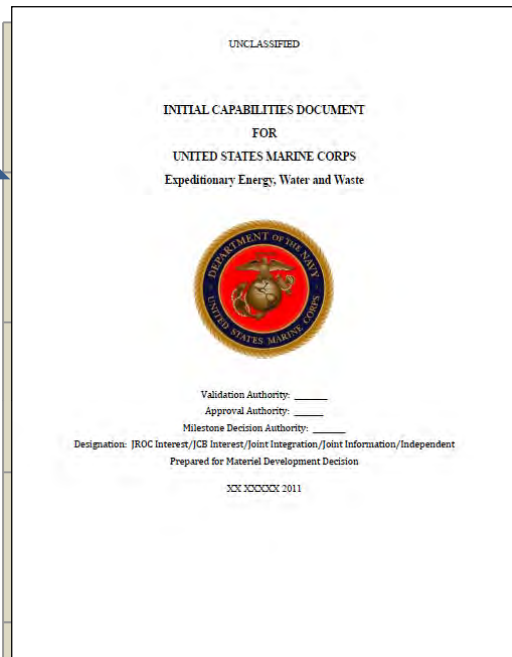 UNCLASSIFIED
INITIAL CAPABILITIES DOCUMENT
FOR
UNITED STATES MARINE CORPS
Expeditionary Energy, Water and Waste
DEPARTMENT OF THE NAVY
UNITED STATES MARINE CORPS
Validation Authority: ______
Approval Authority: ______
Milestone Decision Authority: ______
Designation: JROC Interest/JCB Interest/Joint Integration/Joint Information/Independent
Prepared for Materiel Development Decision
XX XXXXX 2011